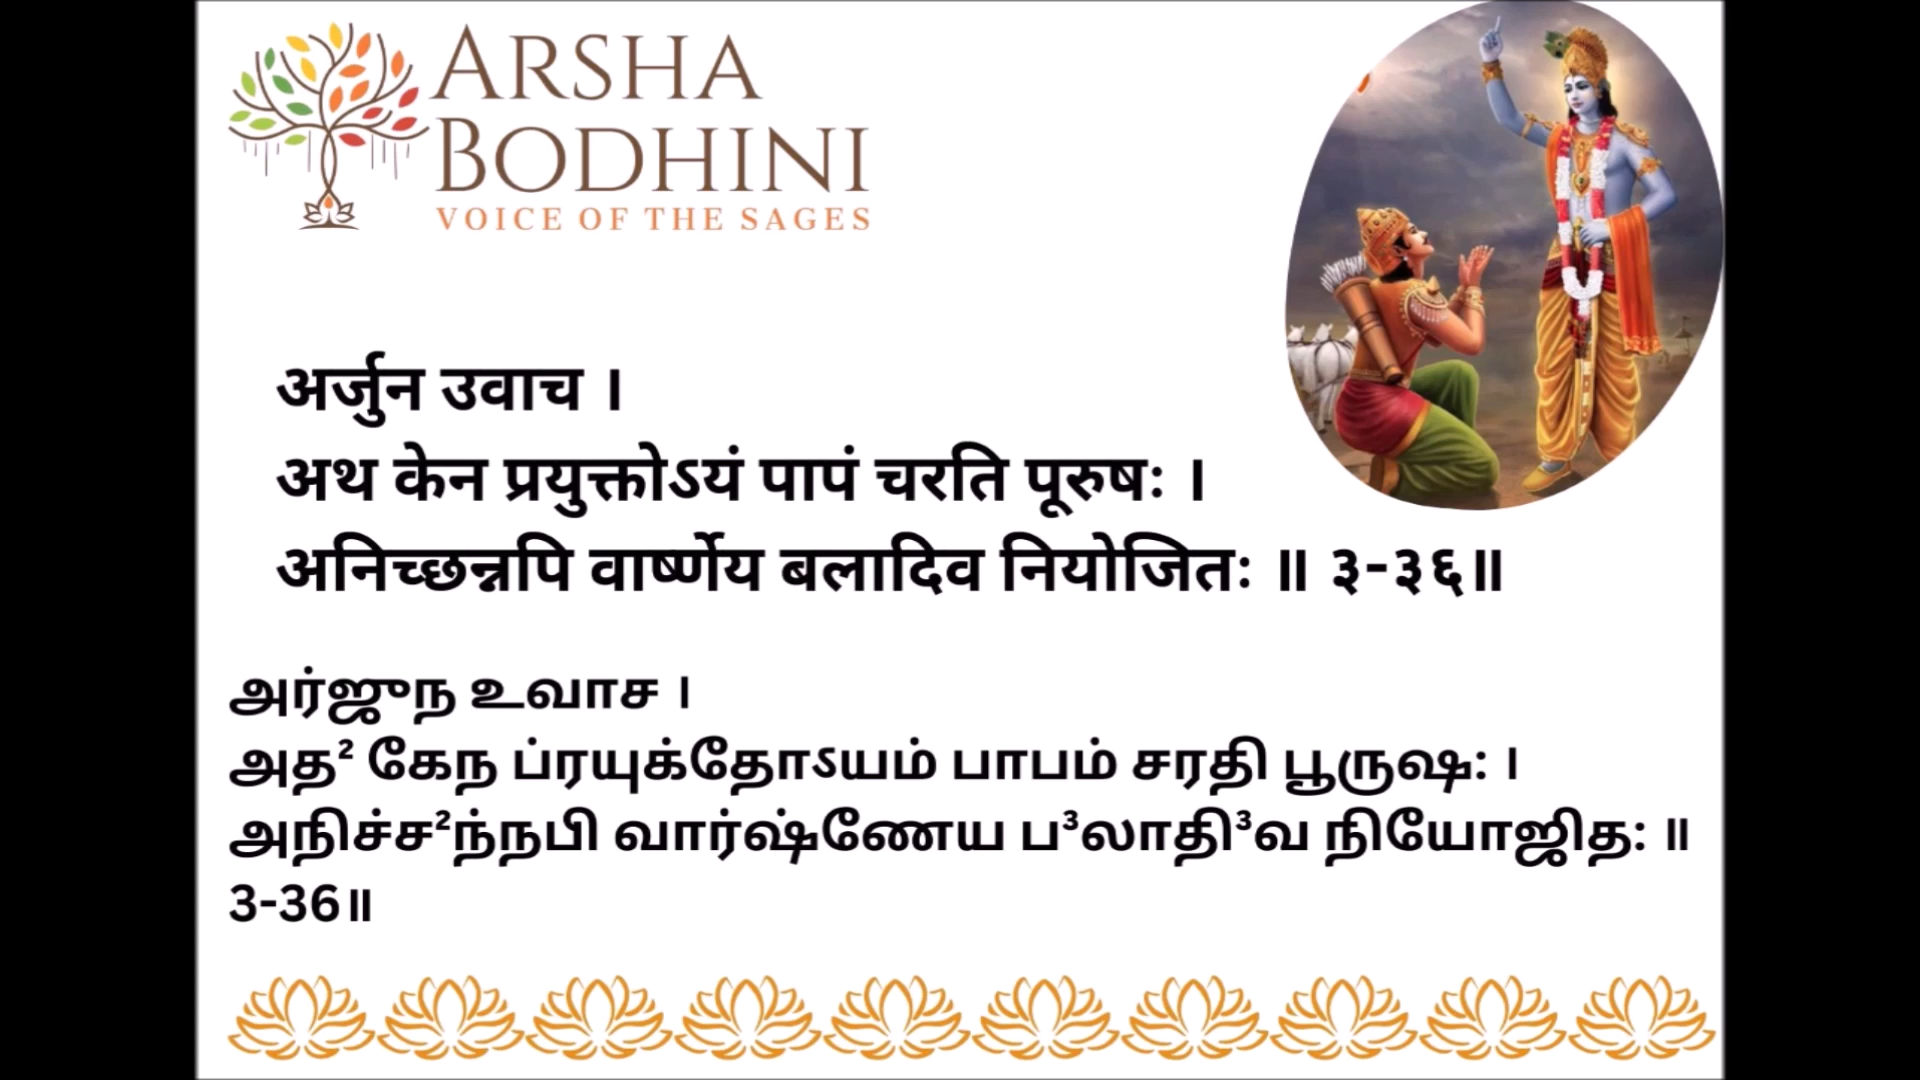 ARSHA
BODHINI
VOICE OF THE SAGES
अर्जुन उवाच ।
अथ केन प्रयुक्तोऽयं पापं चरति पूरुषः ।
अनिच्छन्नपि वार्ष्णेय बलादिव नियोजितः ॥ ३-३६॥
அர்ஜுந உவாச ।
அத² கேந ப்ரயுக்தோঽயம் பாபம் சரதி பூருஷ: ।
அநிச்ச²ந்நபி வார்ஷ்ணேய ப³லாதி³வ நியோஜித: ॥
3-36॥